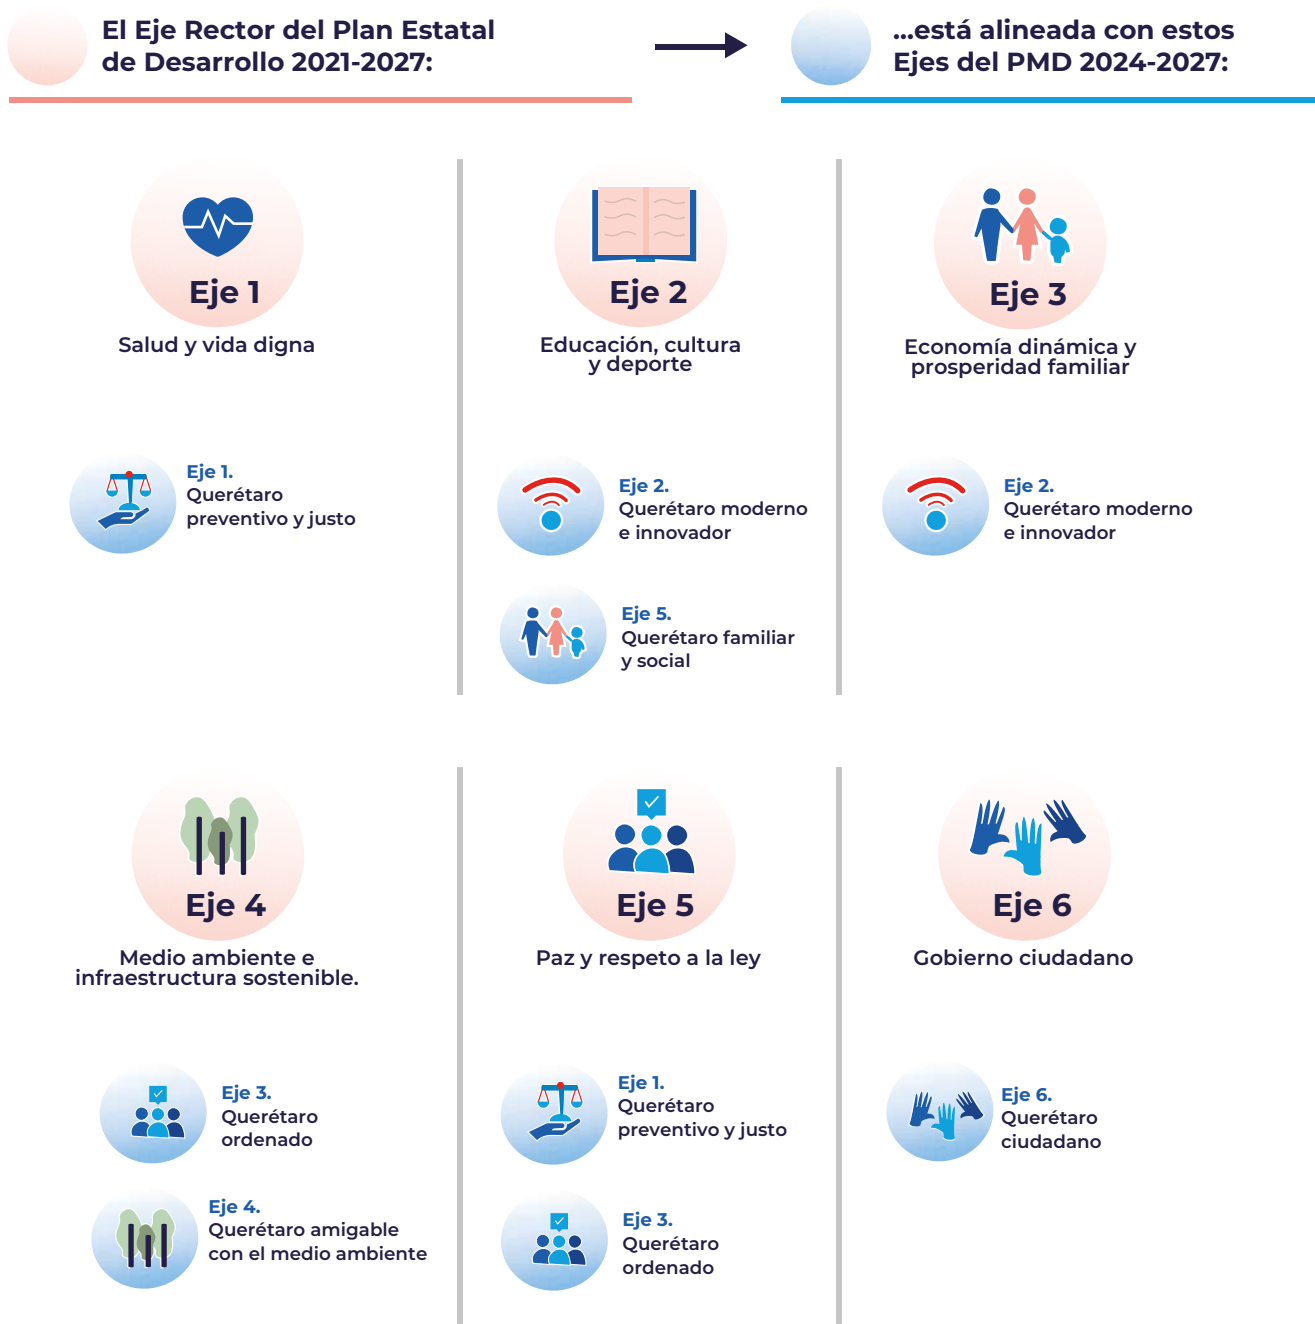 El Eje Rector del Plan Estatal
de Desarrollo 2021-2027:
...está alineada con estos
Ejes del PMD 2024-2027:
Eje 1
Salud y vida digna
Eje 1.
Querétaro
preventivo y justo
Eje 2
Educación, cultura
y deporte
Eje 2.
Querétaro moderno
e innovador
Eje 5.
Querétaro familiar
y social
Eje 3
Economía dinámica y
prosperidad familiar
Eje 2.
Querétaro moderno
e innovador
Eje 4
Medio ambiente e
infraestructura sostenible.
Eje 3.
Querétaro
ordenado
Eje 4.
Querétaro amigable
con el medio ambiente
Eje 5
Paz y respeto a la ley
Eje 1.
Querétaro
preventivo y justo
Eje 3.
Querétaro
ordenado
Eje 6
Gobierno ciudadano
Eje 6.
Querétaro
ciudadano